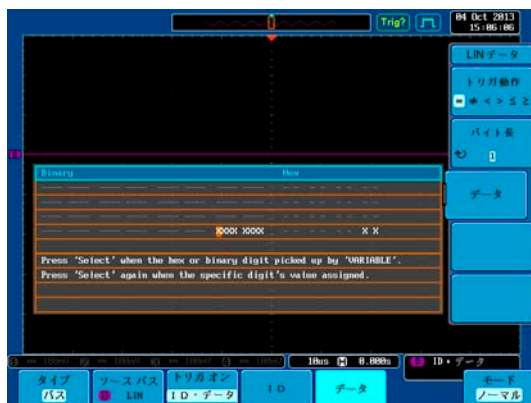 Trig?
04 Oct 2013
15:06:06
LINデータ
トリガ動作
= ≠ < > ≤ ≥
バイト長
1
データ
Binary Hex
XXXX XXXX X X
Press 'Select' when the hex or binary digit picked up by 'VARIABLE'.
Press 'Select' again when the specific digit's value assigned.
10us H 0.000s
B ID・データ
タイプ
バス
ソース バス
B LIN
トリガ オン
ID・データ
ID
データ
モード
ノーマル